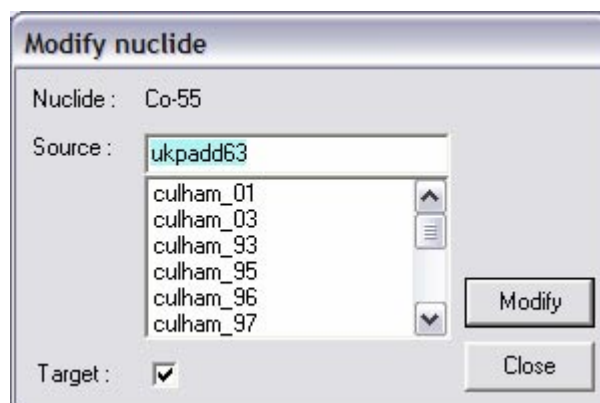 Modify nuclide
Nuclide : Co-55
Source : ukpadd63
culham_01
culham_03
culham_93
culham_95
culham_96
culham_97
Modify
Target :
Close